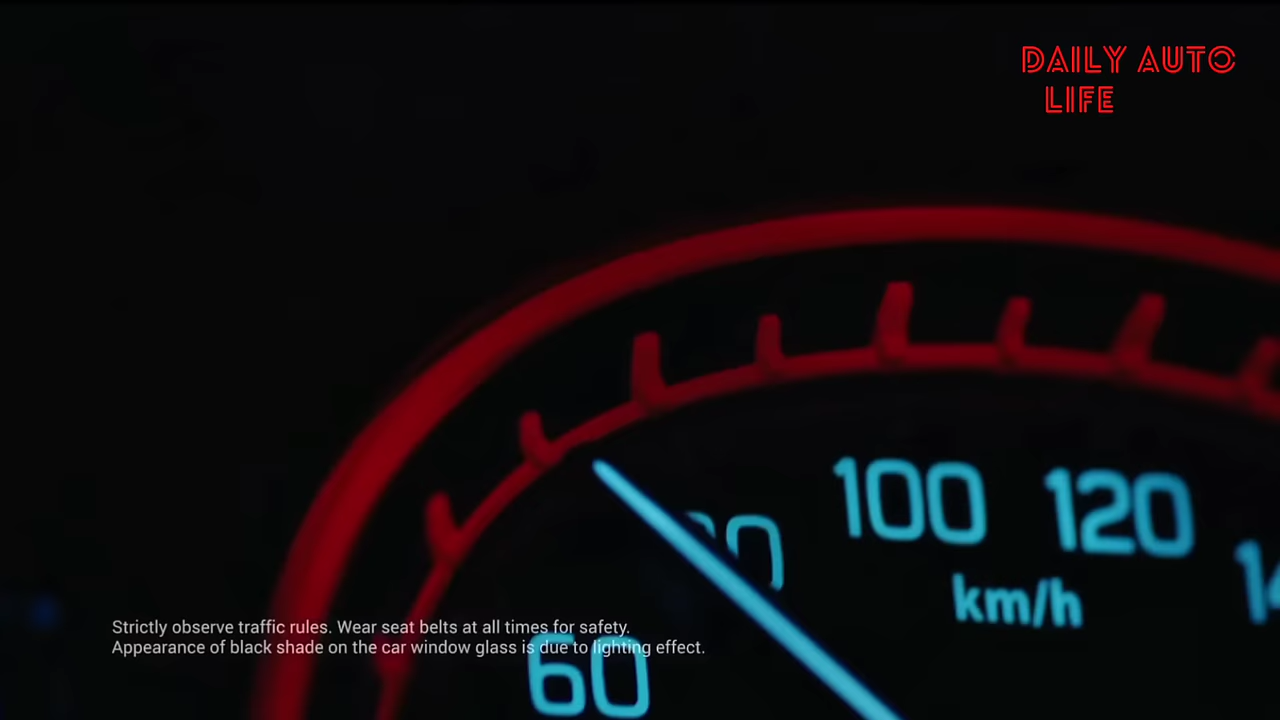 DAILY AUTO
LIFE
100
120
km/h
60
Strictly observe traffic rules. Wear seat belts at all times for safety.
Appearance of black shade on the car window glass is due to lighting effect.